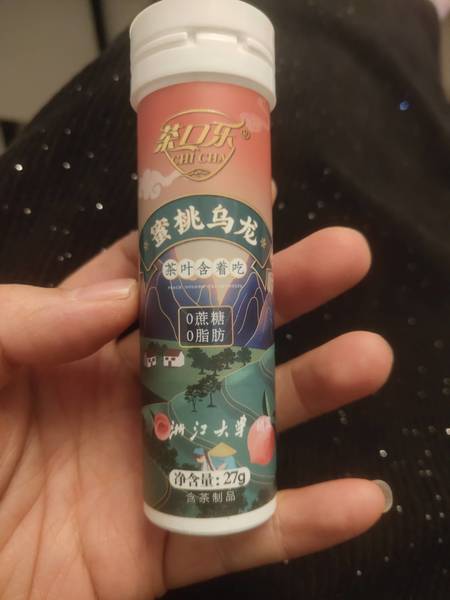 茶口乐®
CHI CHA
蜜桃乌龙
茶叶含着吃
0蔗糖
0脂肪
浙江大学
净含量:27g
含茶制品